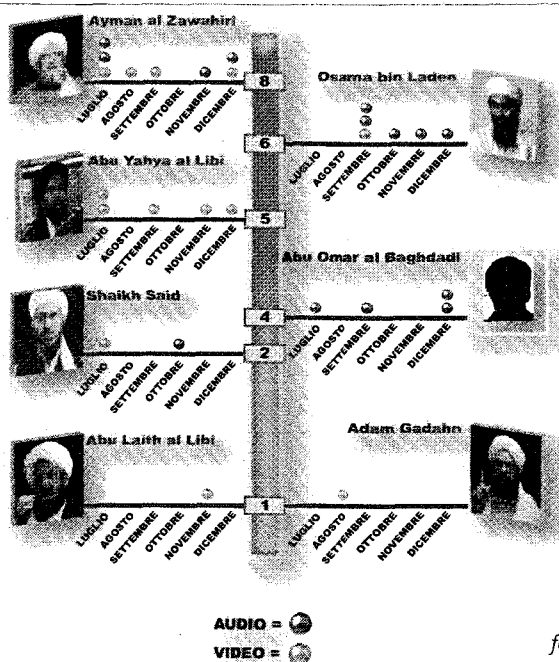 Ayman al Zawahiri
8
LUGLIO AGOSTO SETTEMBRE OTTOBRE NOVEMBRE DICEMBRE
Osama bin Laden
6
LUGLIO AGOSTO SETTEMBRE OTTOBRE NOVEMBRE DICEMBRE
Abu Yahya al Libi
5
LUGLIO AGOSTO SETTEMBRE OTTOBRE NOVEMBRE DICEMBRE
Abu Omar al Baghdadi
4
LUGLIO AGOSTO SETTEMBRE OTTOBRE NOVEMBRE DICEMBRE
Shaikh Said
2
LUGLIO AGOSTO SETTEMBRE OTTOBRE NOVEMBRE DICEMBRE
Abu Laith al Libi
1
LUGLIO AGOSTO SETTEMBRE OTTOBRE NOVEMBRE DICEMBRE
Adam Gadahn
LUGLIO AGOSTO SETTEMBRE OTTOBRE NOVEMBRE DICEMBRE
AUDIO =
VIDEO =